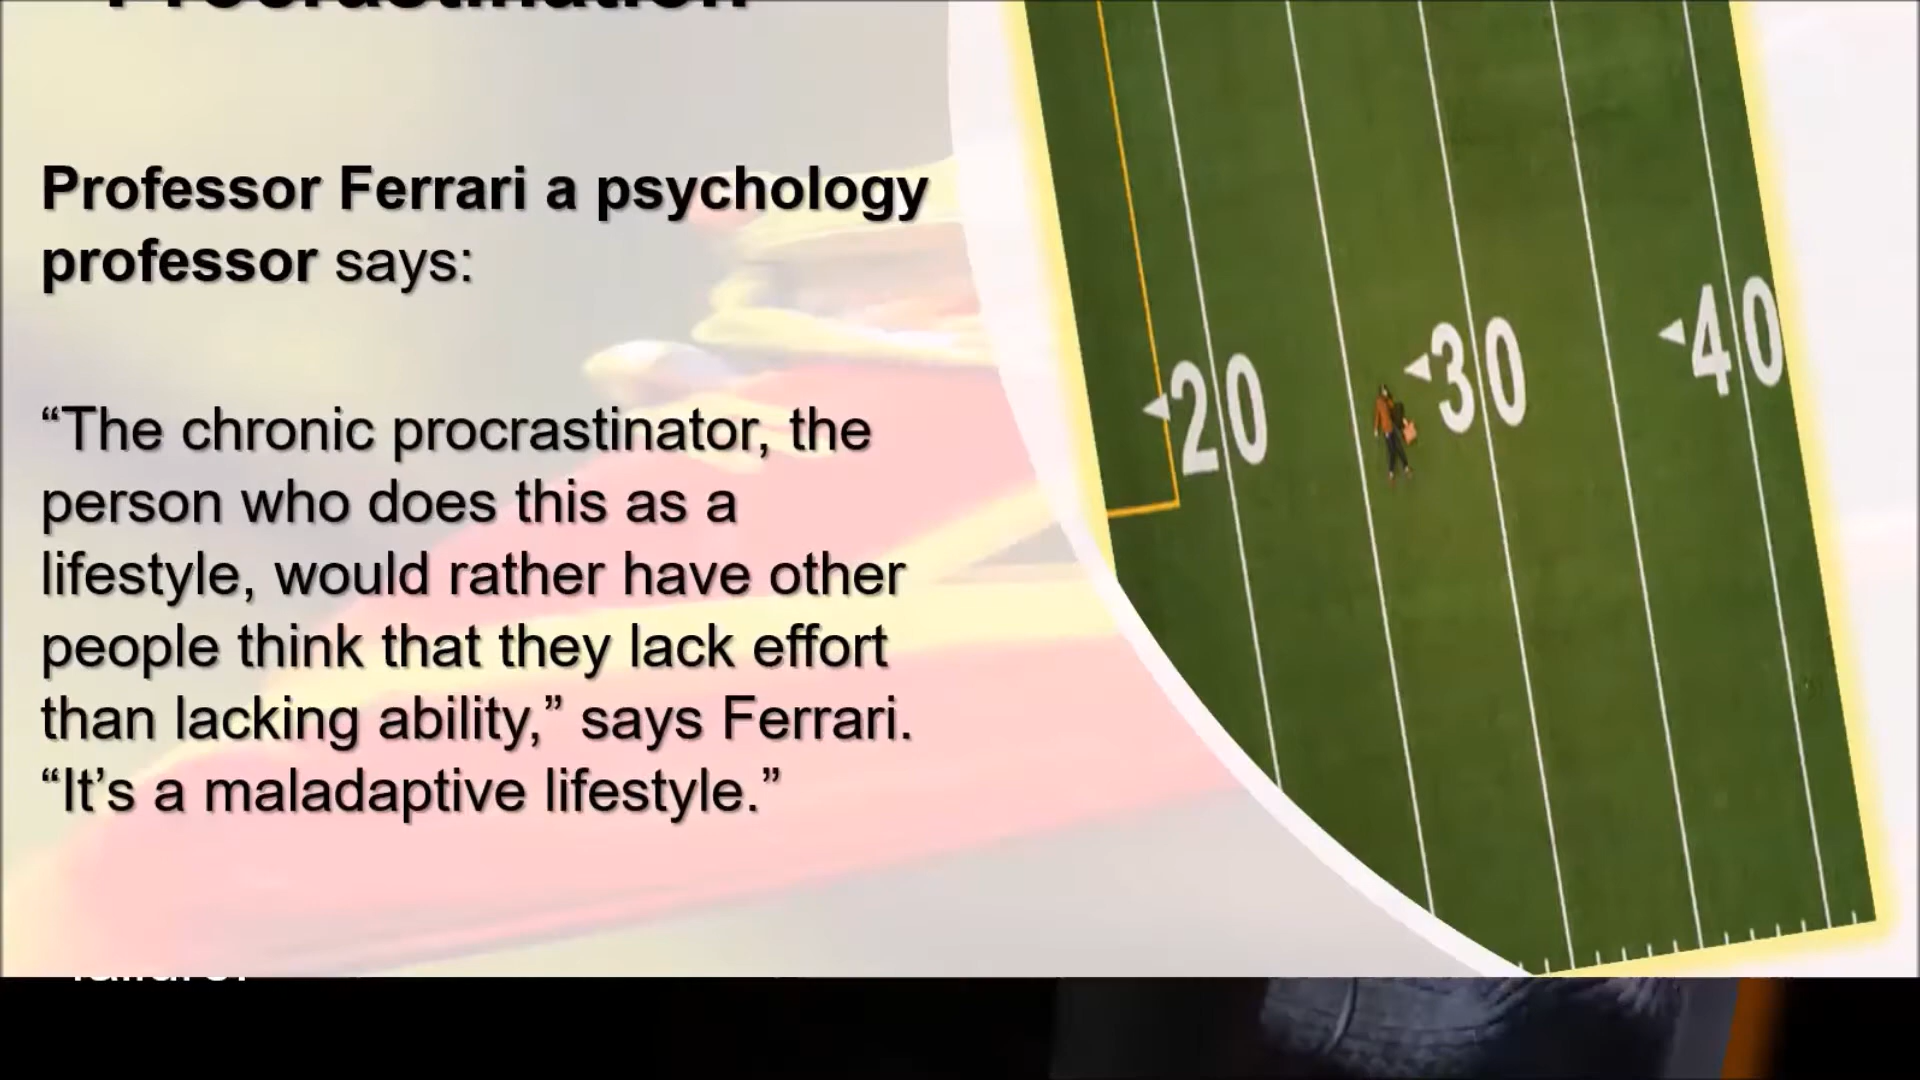 Procrastination
Professor Ferrari a psychology
professor says:
“The chronic procrastinator, the
person who does this as a
lifestyle, would rather have other
people think that they lack effort
than lacking ability,” says Ferrari.
“It’s a maladaptive lifestyle.”
20
30
40